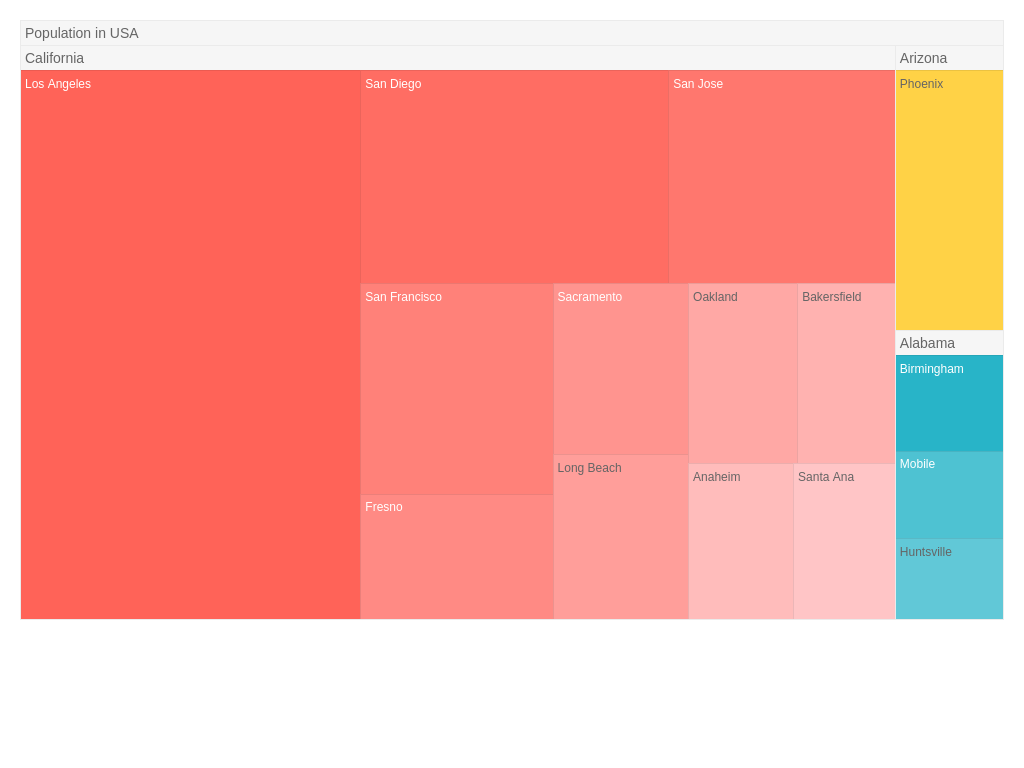 Population in USA
California
Arizona
Los Angeles
San Diego
San Jose
Phoenix
San Francisco
Sacramento
Oakland
Bakersfield
Alabama
Birmingham
Long Beach
Mobile
Anaheim
Santa Ana
Fresno
Huntsville